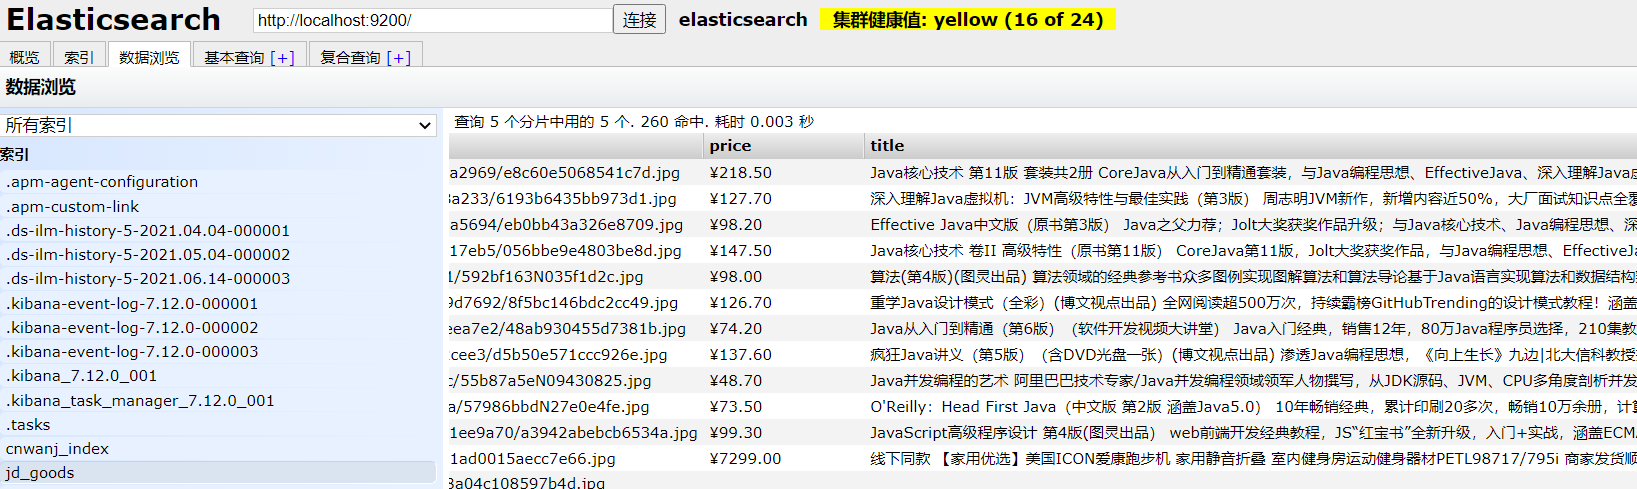 Elasticsearch http://localhost:9200/ 连接 elasticsearch 集群健康值: yellow (16 of 24)
概览 索引 数据浏览 基本查询 [+] 复合查询 [+]
数据浏览
所有索引
索引
.apm-agent-configuration
.apm-custom-link
.ds-ilm-history-5-2021.04.04-000001
.ds-ilm-history-5-2021.05.04-000002
.ds-ilm-history-5-2021.06.14-000003
.kibana-event-log-7.12.0-000001
.kibana-event-log-7.12.0-000002
.kibana-event-log-7.12.0-000003
.kibana_7.12.0_001
.kibana_task_manager_7.12.0_001
.tasks
cnwanj_index
jd_goods
查询 5 个分片中用的 5 个. 260 命中. 耗时 0.003 秒
price title
a2969/e8c60e5068541c7d.jpg ¥218.50 Java核心技术 第11版 套装共2册 CoreJava从入门到精通套装，与Java编程思想、EffectiveJava、深入理解Java虚
3a233/6193b6435bb973d1.jpg ¥127.70 深入理解Java虚拟机：JVM高级特性与最佳实践（第3版） 周志明JVM新作，新增内容近50%，大厂面试知识点全覆
a5694/eb0bb43a326e8709.jpg ¥98.20 Effective Java中文版（原书第3版） Java之父力荐；Jolt大奖获奖作品升级；与Java核心技术、Java编程思想、深
17eb5/056bbe9e4803be8d.jpg ¥147.50 Java核心技术 卷II 高级特性（原书第11版） CoreJava第11版，Jolt大奖获奖作品，与Java编程思想、EffectiveJ
1/592bf163N035f1d2c.jpg ¥98.00 算法(第4版)(图灵出品) 算法领域的经典参考书众多图例实现图解算法和算法导论基于Java语言实现算法和数据结构
9d7692/8f5bc146bdc2cc49.jpg ¥126.70 重学Java设计模式（全彩）(博文视点出品) 全网阅读超500万次，持续霸榜GitHubTrending的设计模式教程！涵盖
eea7e2/48ab930455d7381b.jpg ¥74.20 Java从入门到精通（第6版）（软件开发视频大讲堂） Java入门经典，销售12年，80万Java程序员选择，210集教
cee3/d5b50e571ccc926e.jpg ¥137.60 疯狂Java讲义（第5版）（含DVD光盘一张）(博文视点出品) 渗透Java编程思想，《向上生长》九边|北大信科教授
c/55b87a5eN09430825.jpg ¥48.70 Java并发编程的艺术 阿里巴巴技术专家/Java并发编程领域领军人物撰写，从JDK源码、JVM、CPU多角度剖析并发
a/57986bbdN27e0e4fe.jpg ¥73.50 O'Reilly：Head First Java（中文版 第2版 涵盖Java5.0） 10年畅销经典，累计印刷20多次，畅销10万余册，计
1ee9a70/a3942abebcb6534a.jpg ¥99.30 JavaScript高级程序设计 第4版(图灵出品) web前端开发经典教程，JS“红宝书”全新升级，入门+实战，涵盖ECM
1ad0015aecc7e66.jpg ¥7299.00 线下同款 【家用优选】美国ICON爱康跑步机 家用静音折叠 室内健身房运动健身器材PETL98717/795i 商家发货顺
3a04c108597b4d.jpg